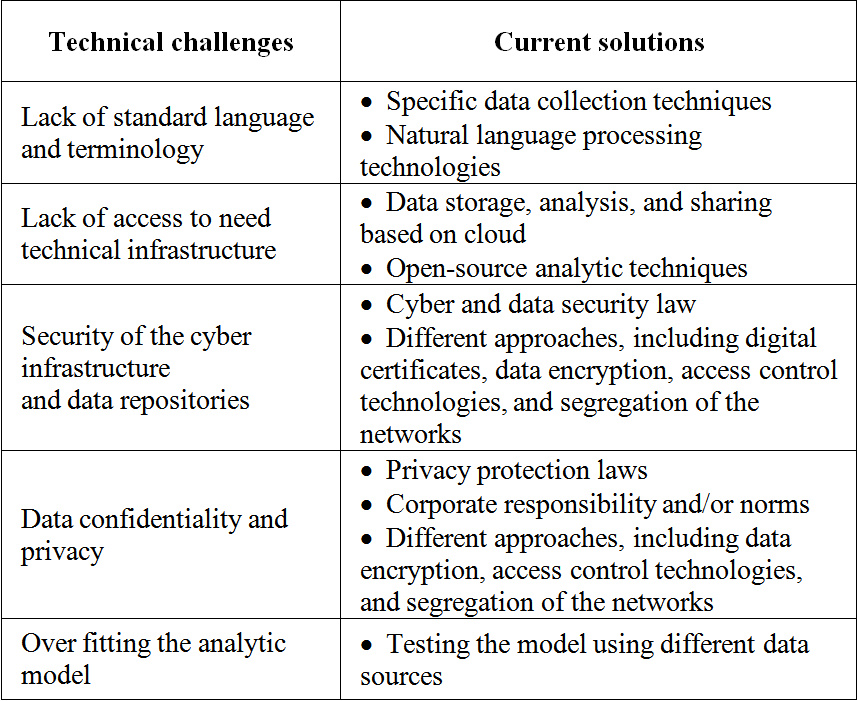 Technical challenges
Current solutions
Lack of standard language
and terminology
• Specific data collection techniques
• Natural language processing
technologies
Lack of access to need
technical infrastructure
• Data storage, analysis, and sharing
based on cloud
• Open-source analytic techniques
Security of the cyber
infrastructure
and data repositories
• Cyber and data security law
• Different approaches, including digital
certificates, data encryption, access control
technologies, and segregation of the
networks
Data confidentiality and
privacy
• Privacy protection laws
• Corporate responsibility and/or norms
• Different approaches, including data
encryption, access control technologies,
and segregation of the networks
Over fitting the analytic
model
• Testing the model using different data
sources